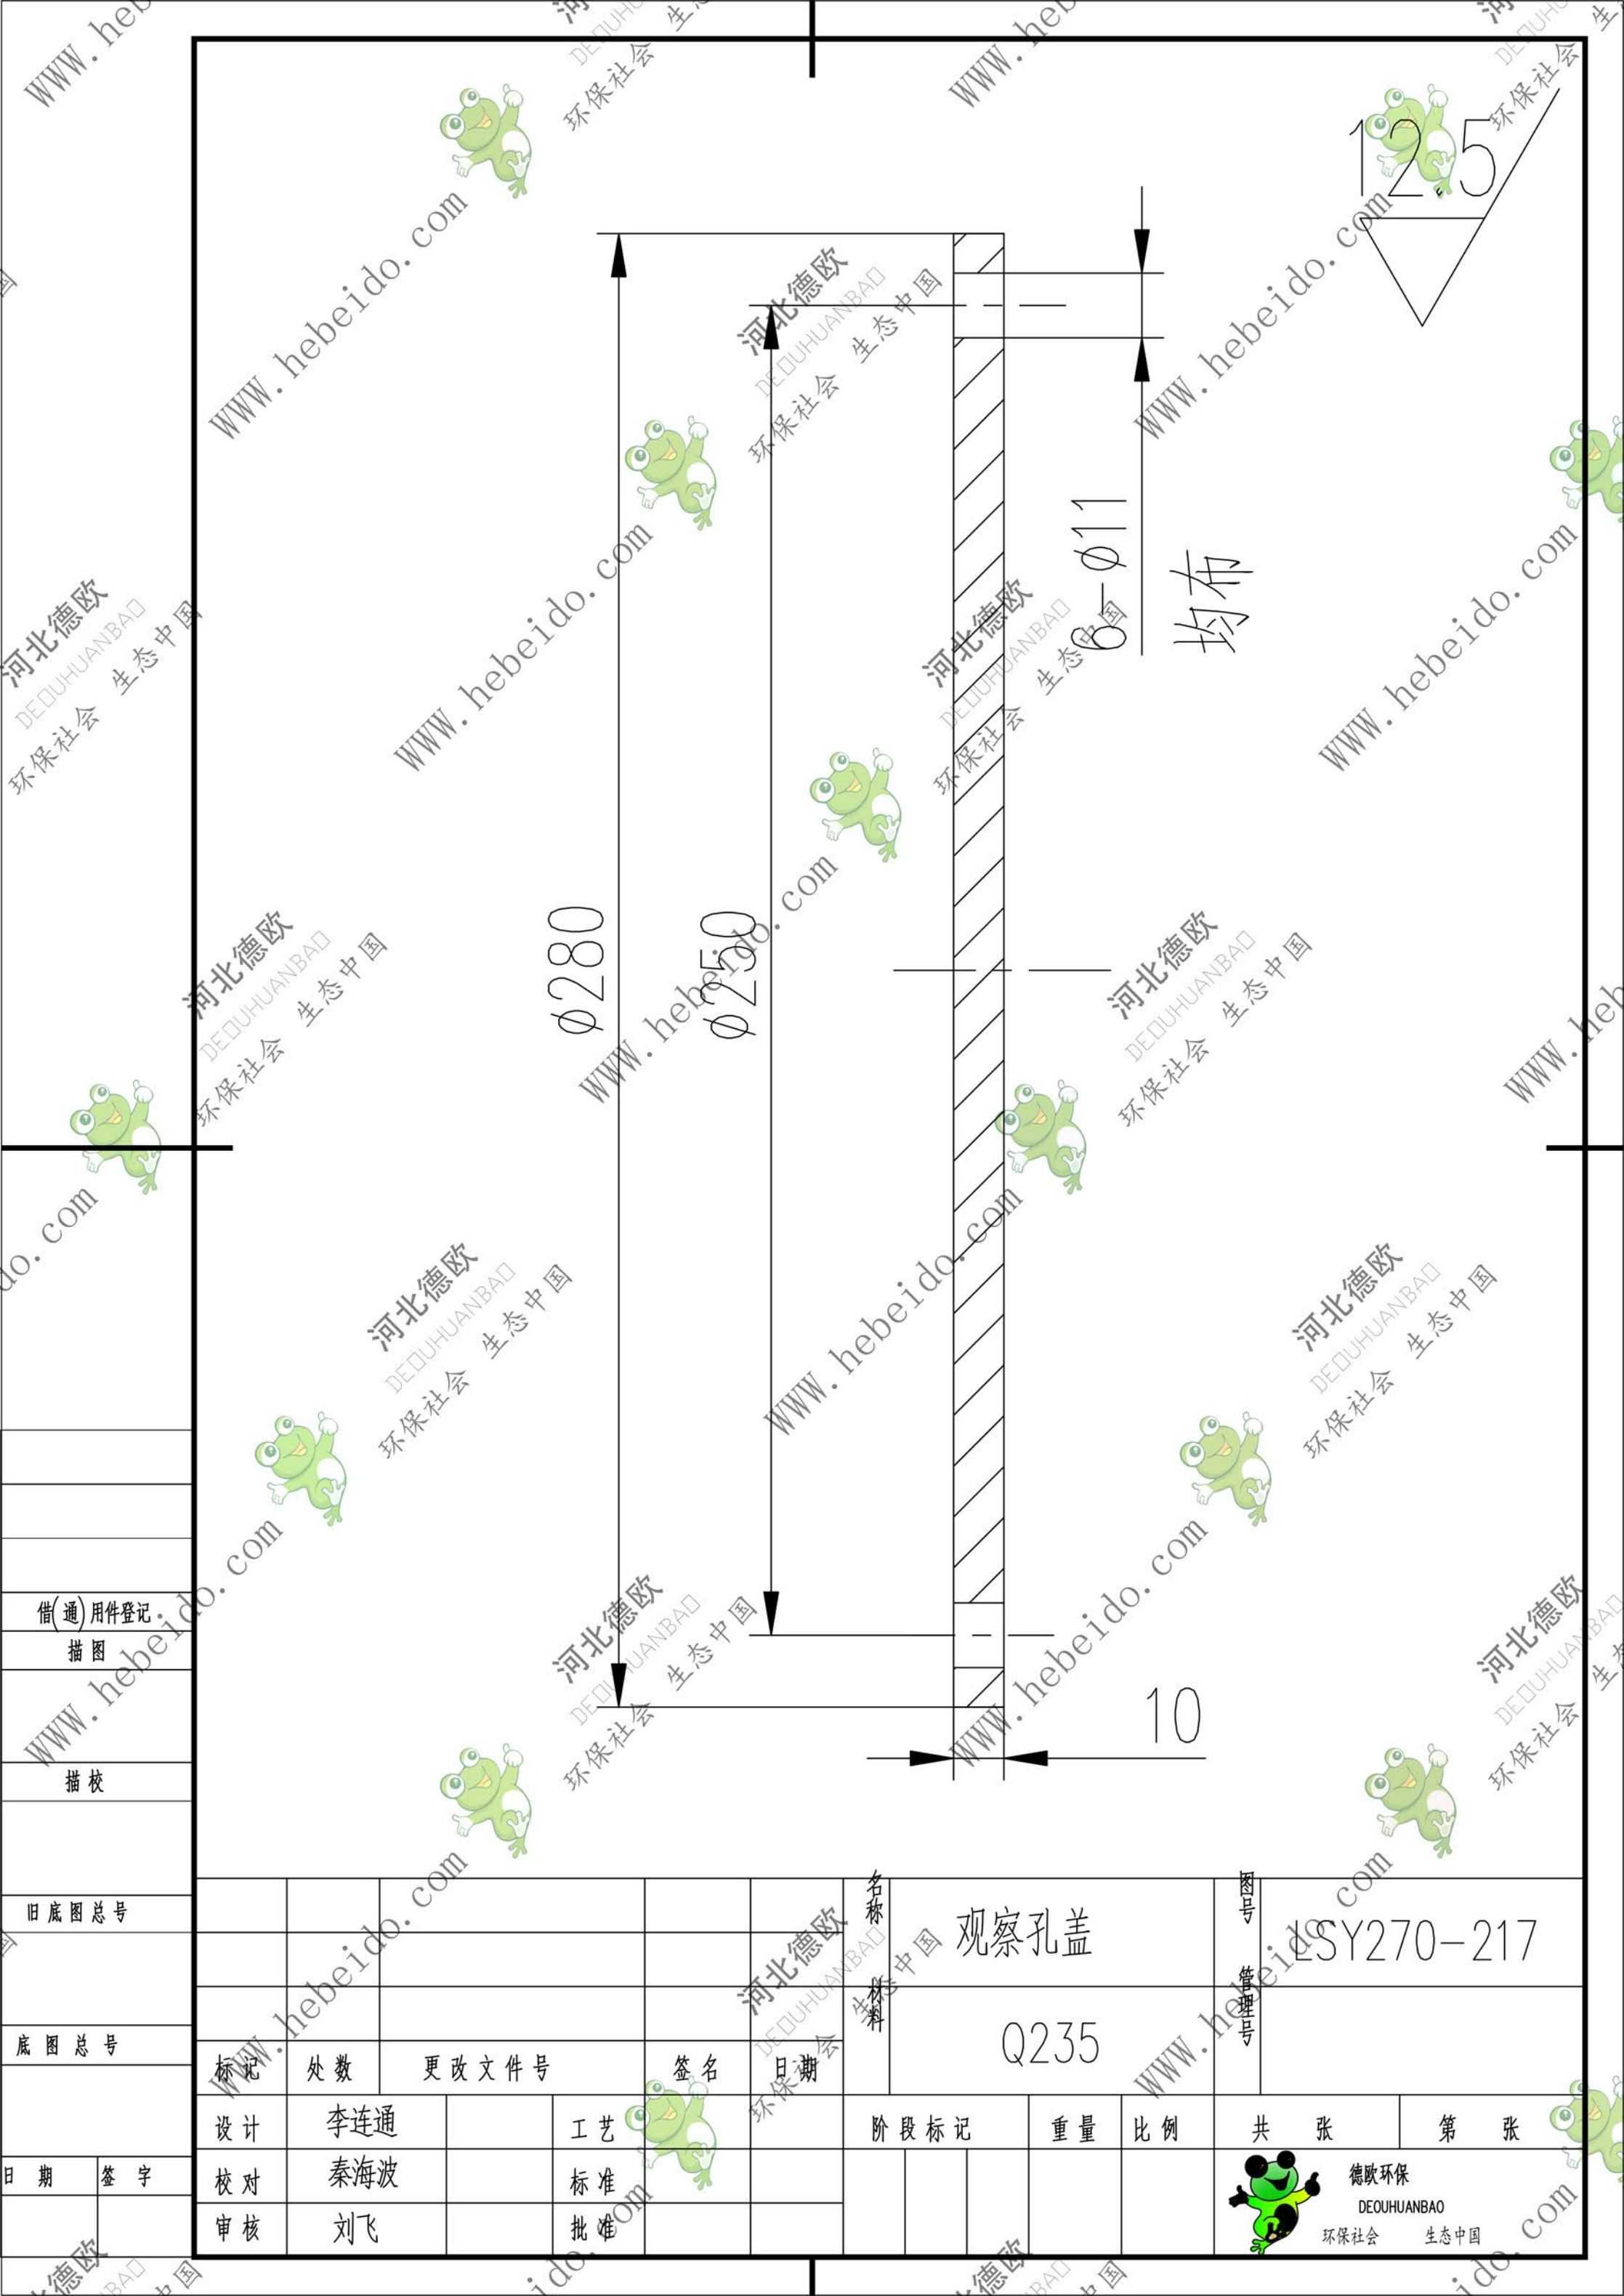 12.5
6-φ11
均布
φ280
φ250
10
借(通)用件登记
描图
描校
旧底图总号
底图总号
日期 签字
标记 处数 更改文件号 签名 日期
设计 李连通 工艺
校对 秦海波 标准
审核 刘飞 批准
名称 观察孔盖
材料 Q235
图号 LSY270-217
管理号
阶段标记 重量 比例 共 张 第 张
德欧环保
DEOUHUANBAO
环保社会 生态中国
河北德欧
DEOUHUANBAO
环保社会 生态中国
WWW.hebeido.com